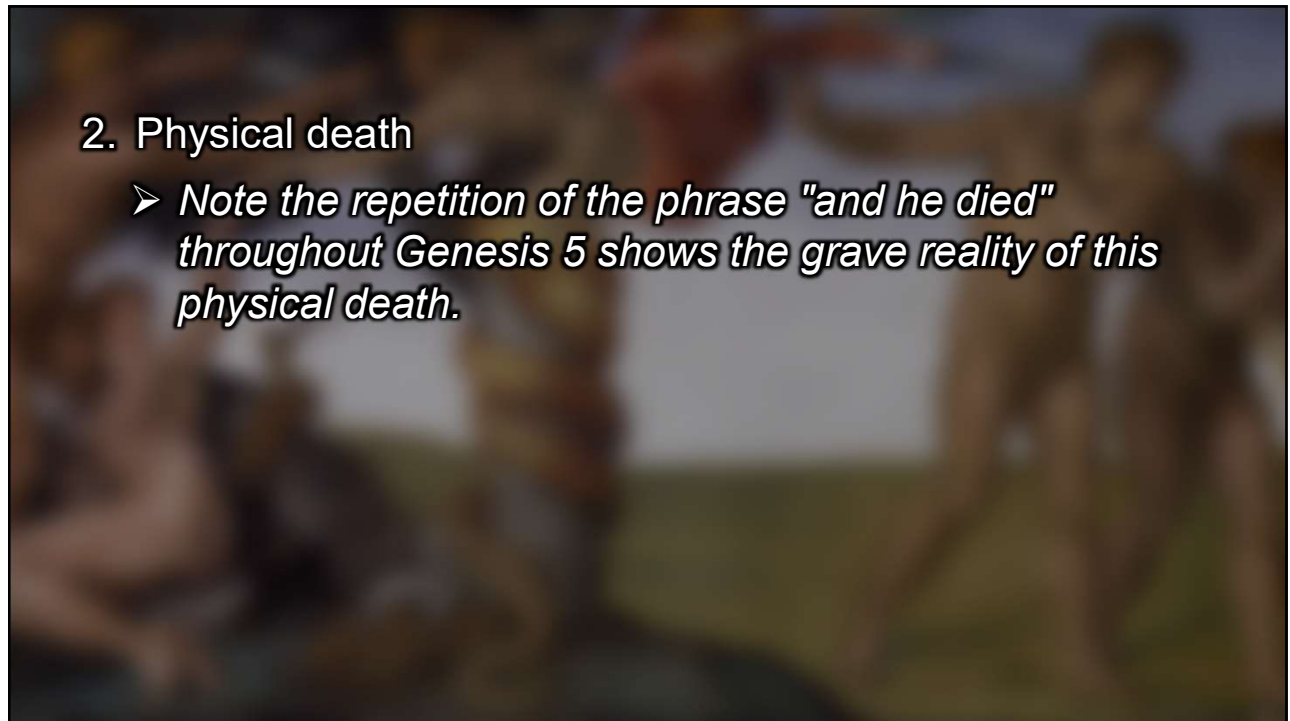 2. Physical death
➢ Note the repetition of the phrase "and he died"
throughout Genesis 5 shows the grave reality of this
physical death.